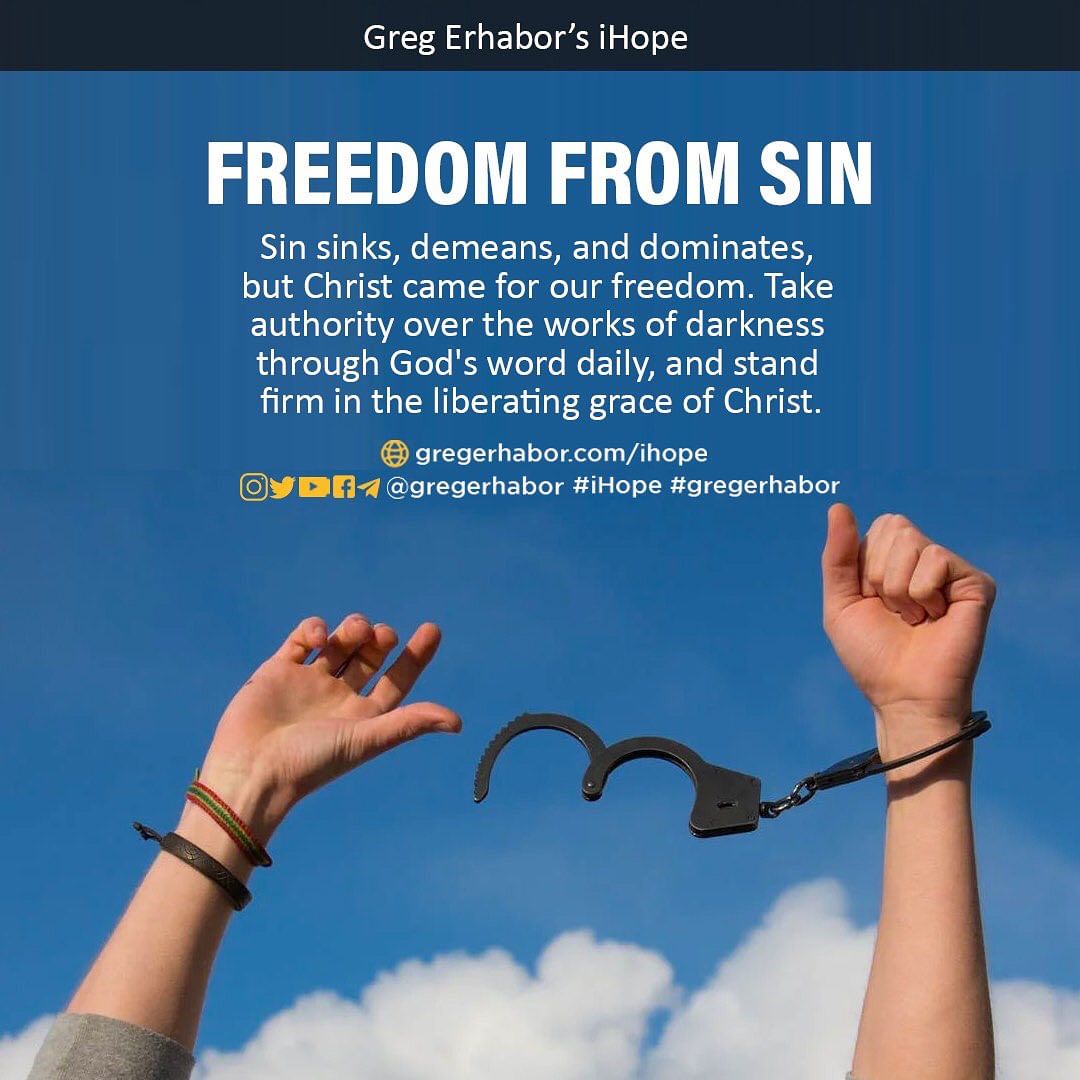 Greg Erhabor’s iHope
FREEDOM FROM SIN
Sin sinks, demeans, and dominates,
but Christ came for our freedom. Take
authority over the works of darkness
through God's word daily, and stand
firm in the liberating grace of Christ.
gregerhabor.com/ihope
@gregerhabor #iHope #gregerhabor